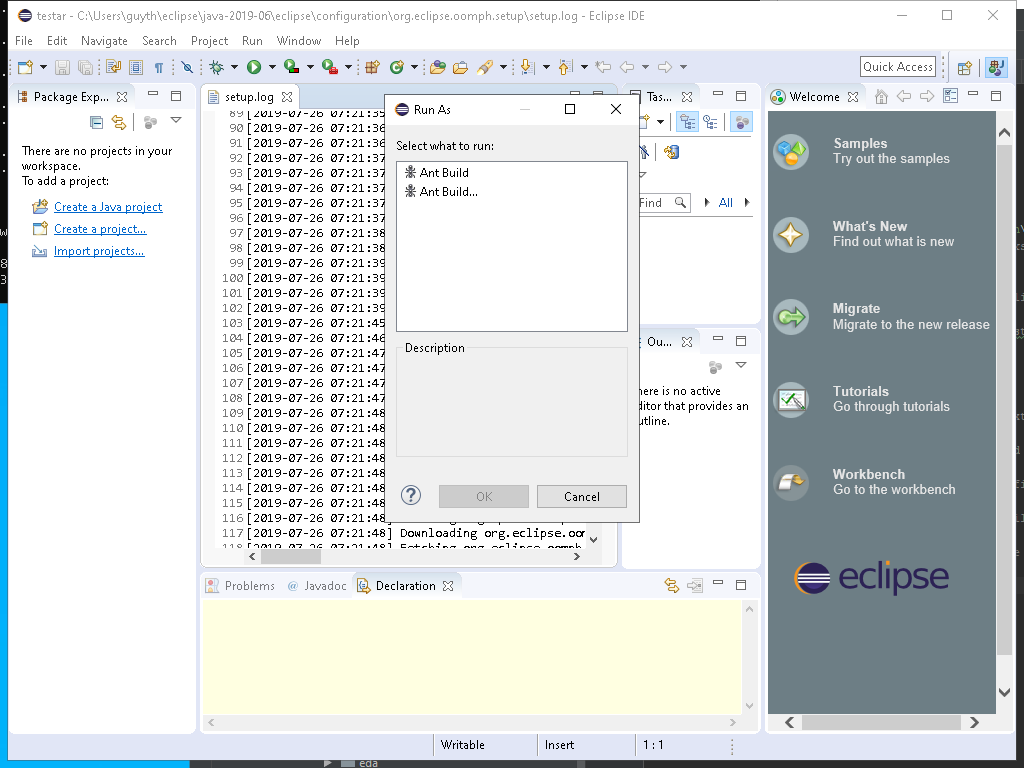 testar - C:\Users\guyth\eclipse\java-2019-06\eclipse\configuration\org.eclipse.oomph.setup\setup.log - Eclipse IDE
File Edit Navigate Search Project Run Window Help
Quick Access
Package Exp...
There are no projects in your
workspace.
To add a project:
Create a Java project
Create a project...
Import projects...
setup.log
89 [2019-07-26 07:21:35
90 [2019-07-26 07:21:36
91 [2019-07-26 07:21:36
92 [2019-07-26 07:21:37
93 [2019-07-26 07:21:37
94 [2019-07-26 07:21:37
95 [2019-07-26 07:21:37
96 [2019-07-26 07:21:37
97 [2019-07-26 07:21:38
98 [2019-07-26 07:21:38
99 [2019-07-26 07:21:39
100 [2019-07-26 07:21:39
101 [2019-07-26 07:21:39
102 [2019-07-26 07:21:39
103 [2019-07-26 07:21:45
104 [2019-07-26 07:21:46
105 [2019-07-26 07:21:47
106 [2019-07-26 07:21:47
107 [2019-07-26 07:21:47
108 [2019-07-26 07:21:47
109 [2019-07-26 07:21:48
110 [2019-07-26 07:21:48
111 [2019-07-26 07:21:48
112 [2019-07-26 07:21:48
113 [2019-07-26 07:21:48
114 [2019-07-26 07:21:48
115 [2019-07-26 07:21:48
116 [2019-07-26 07:21:48]
117 [2019-07-26 07:21:48] Downloading org.eclipse.oom
118 [2019-07-26 07:21:48] Fetching org.eclipse.oomph
Run As
Select what to run:
Ant Build
Ant Build...
Description
OK
Cancel
Tas...
Find
All
Ou...
here is no active
ditor that provides an
utline.
Welcome
Samples
Try out the samples
What's New
Find out what is new
Migrate
Migrate to the new release
Tutorials
Go through tutorials
Workbench
Go to the workbench
eclipse
Problems
@ Javadoc
Declaration
Writable
Insert
1 : 1
eda